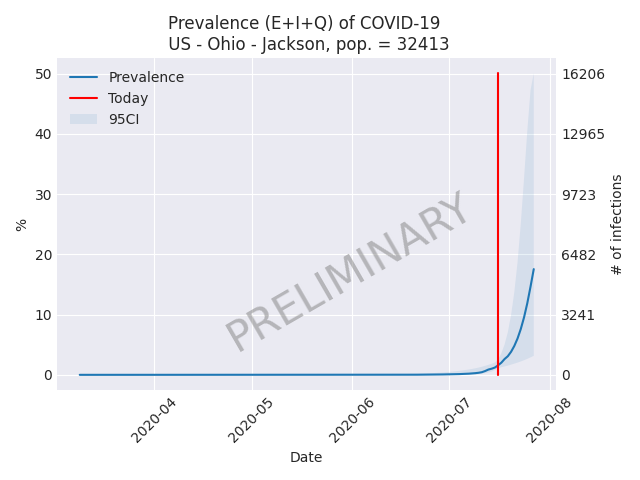 Prevalence (E+I+Q) of COVID-19
US - Ohio - Jackson, pop. = 32413
Prevalence
Today
95CI
50
40
30
20
10
0
%
16206
12965
9723
6482
3241
0
# of infections
PRELIMINARY
2020-04
2020-05
2020-06
2020-07
2020-08
Date